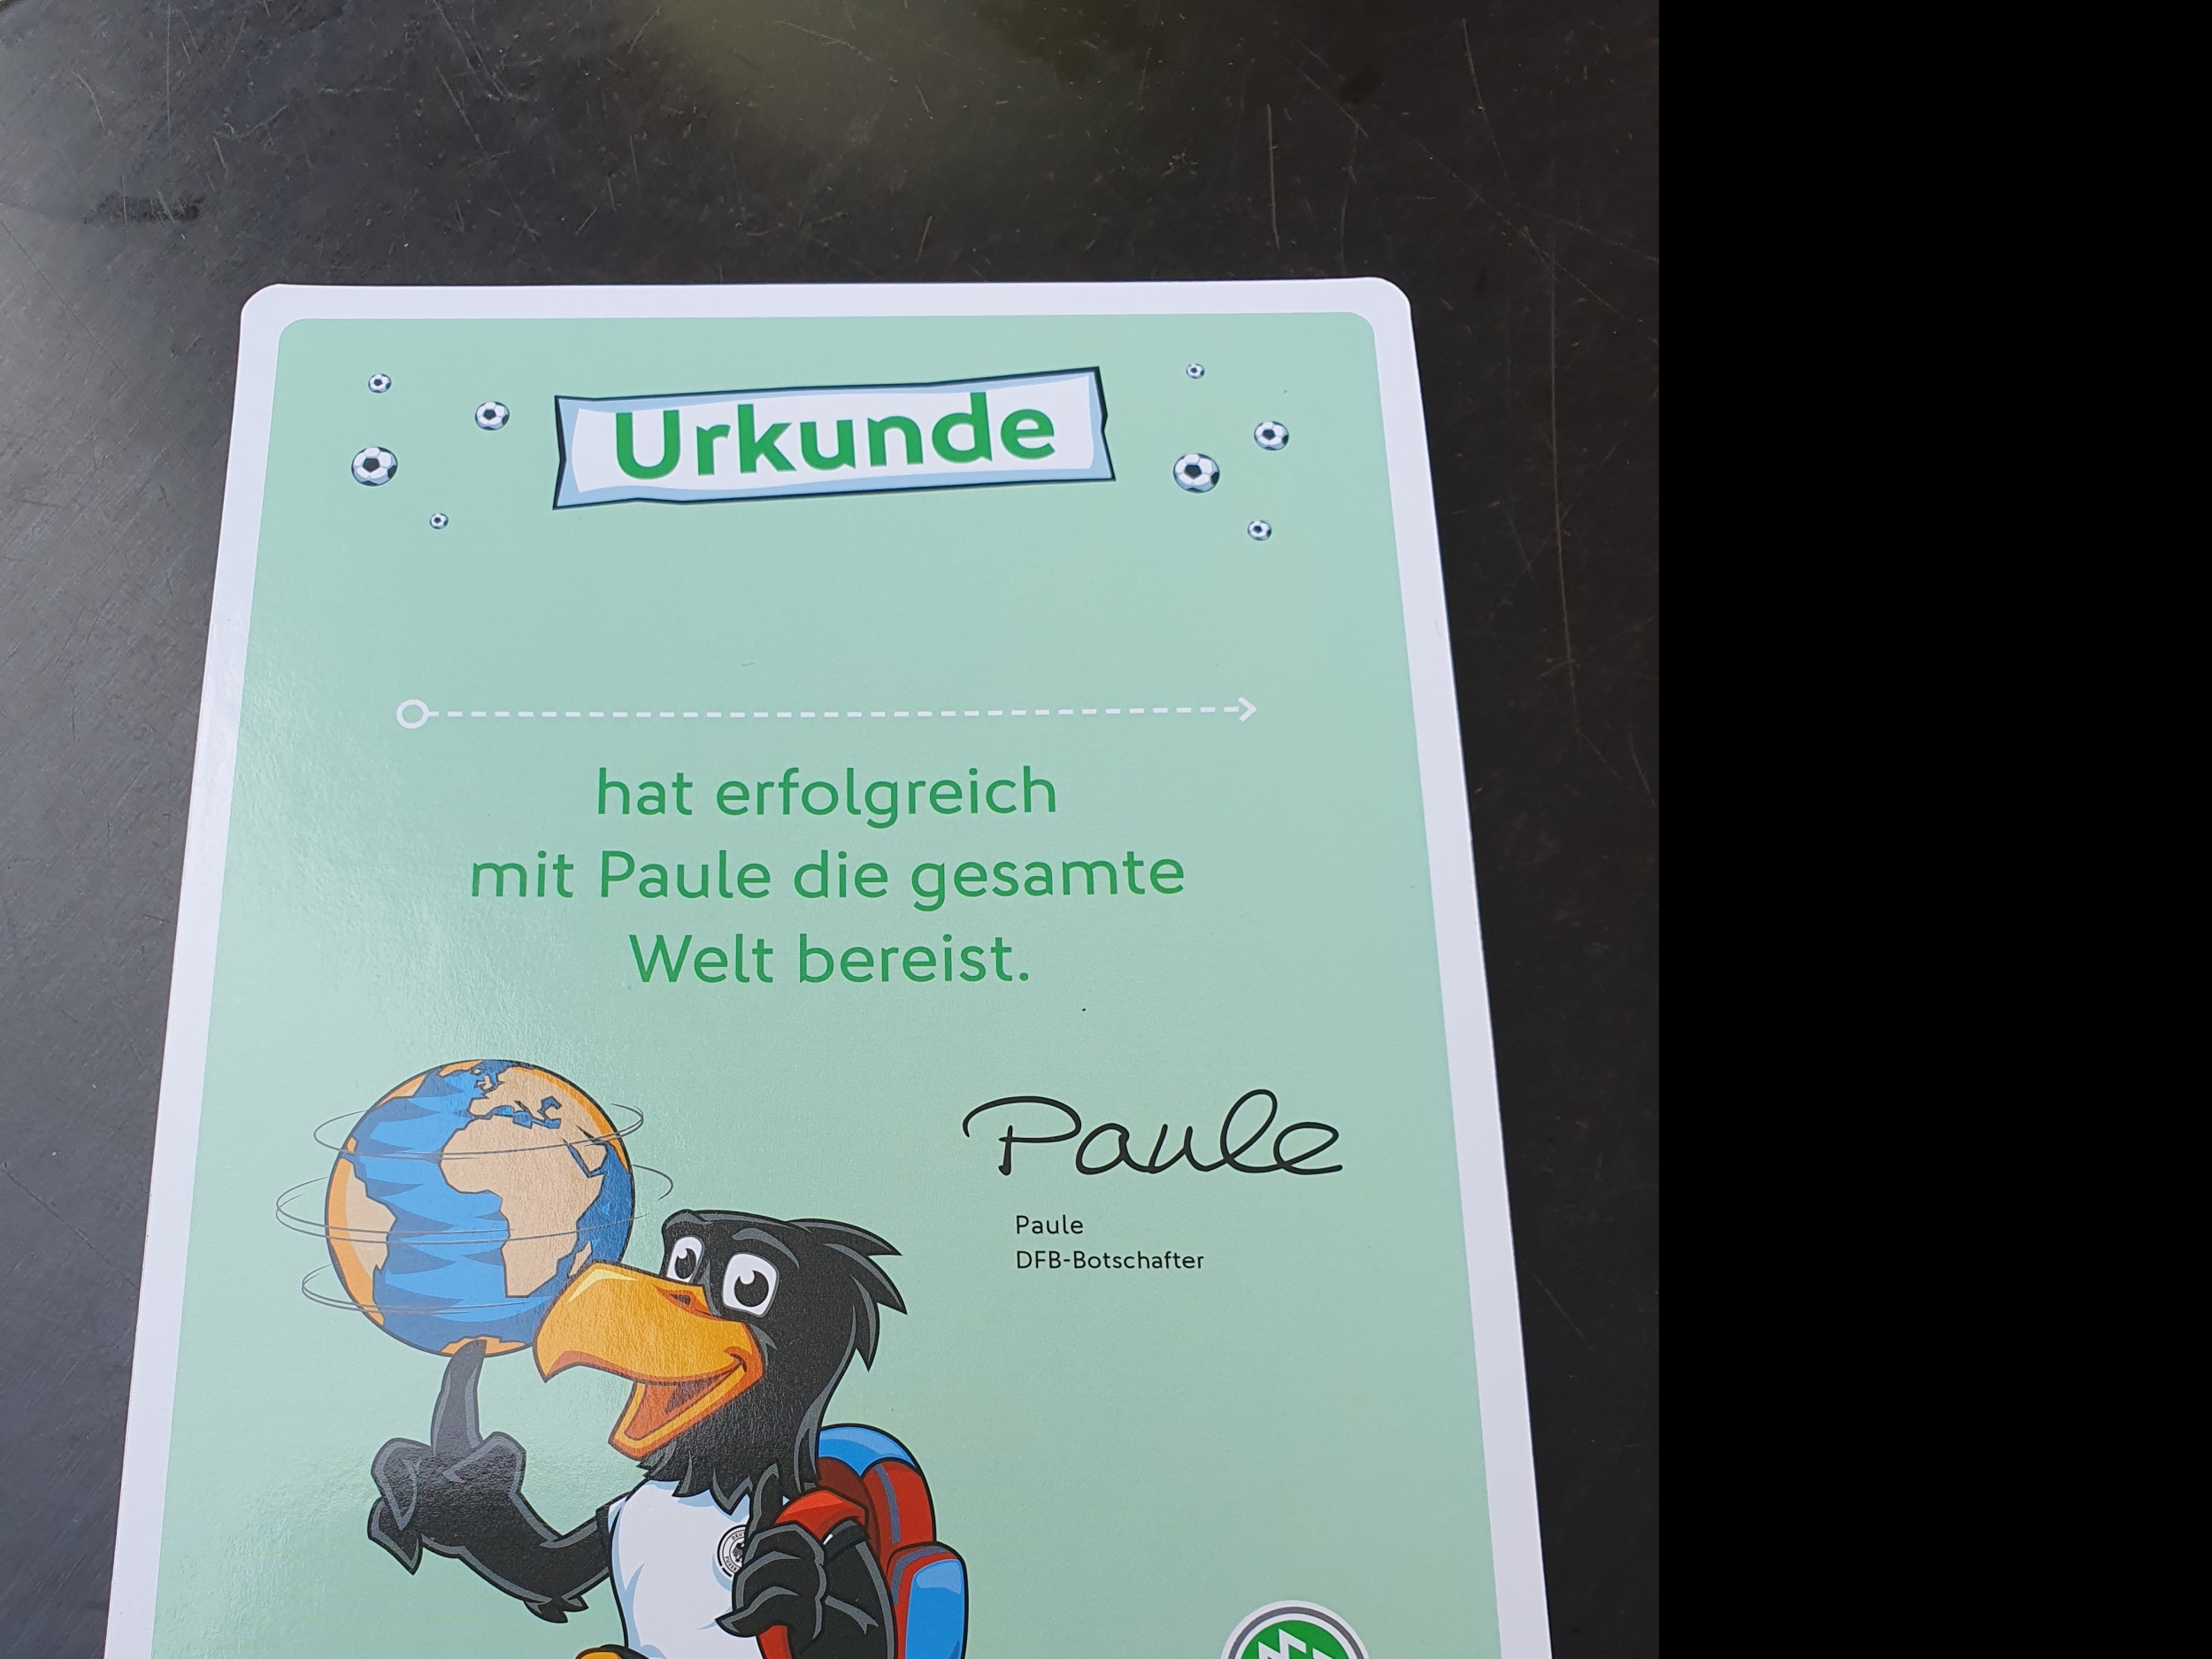 Urkunde
hat erfolgreich
mit Paule die gesamte
Welt bereist.
Paule
Paule
DFB-Botschafter